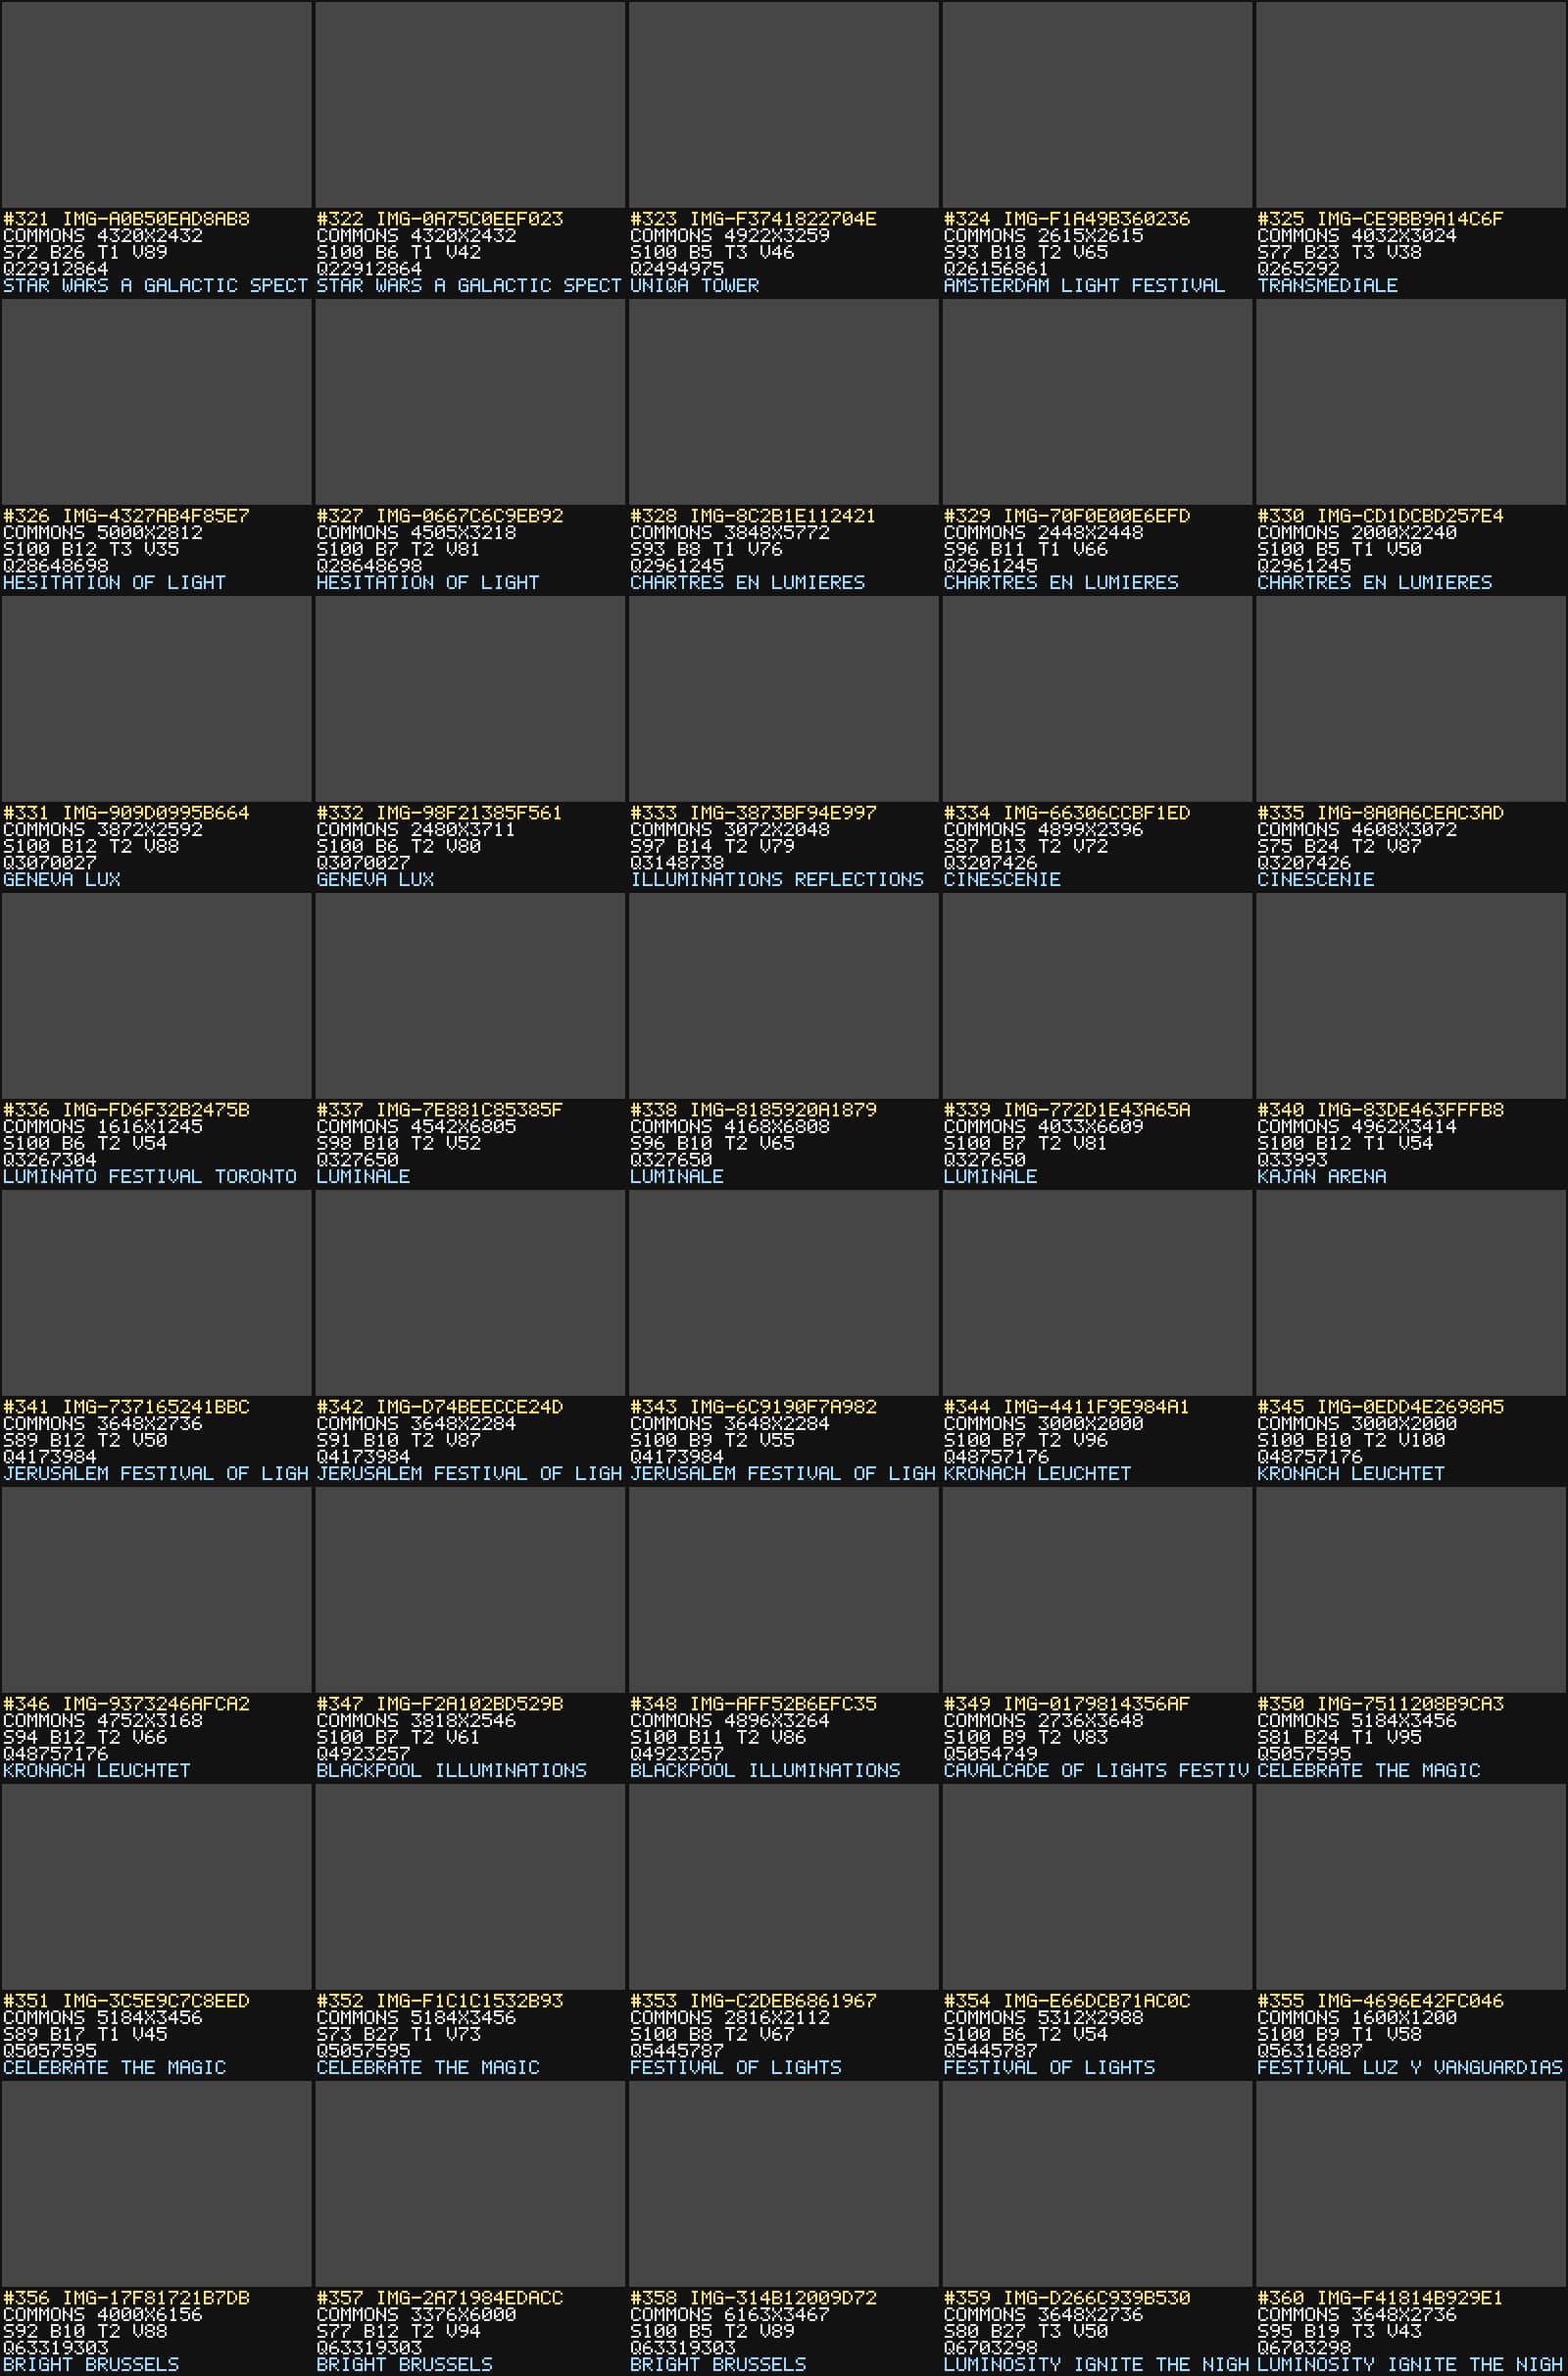 #321 IMG-A0B50EAD8AB8
COMMONS 4320X2432
S72 B26 T1 V89
Q22912864
STAR WARS A GALACTIC SPECT
#322 IMG-0A75C0EEF023
COMMONS 4320X2432
S100 B6 T1 V42
Q22912864
STAR WARS A GALACTIC SPECT
#323 IMG-F3741822704E
COMMONS 4922X3259
S100 B5 T3 V46
Q2494975
UNIQA TOWER
#324 IMG-F1A49B360236
COMMONS 2615X2615
S93 B18 T2 V65
Q26156861
AMSTERDAM LIGHT FESTIVAL
#325 IMG-CE9BB9A14C6F
COMMONS 4032X3024
S77 B23 T3 V38
Q265292
TRANSMEDIALE
#326 IMG-4327AB4F85E7
COMMONS 5000X2812
S100 B12 T3 V35
Q28648698
HESITATION OF LIGHT
#327 IMG-0667C6C9EB92
COMMONS 4505X3218
S100 B7 T2 V81
Q28648698
HESITATION OF LIGHT
#328 IMG-8C2B1E112421
COMMONS 3848X5772
S93 B8 T1 V76
Q2961245
CHARTRES EN LUMIERES
#329 IMG-70F0E00E6EFD
COMMONS 2448X2448
S96 B11 T1 V66
Q2961245
CHARTRES EN LUMIERES
#330 IMG-CD1DCBD257E4
COMMONS 2000X2240
S100 B5 T1 V50
Q2961245
CHARTRES EN LUMIERES
#331 IMG-909D0995B664
COMMONS 3872X2592
S100 B12 T2 V88
Q3070027
GENEVA LUX
#332 IMG-98F21385F561
COMMONS 2480X3711
S100 B6 T2 V80
Q3070027
GENEVA LUX
#333 IMG-3873BF94E997
COMMONS 3072X2048
S97 B14 T2 V79
Q3148738
ILLUMINATIONS REFLECTIONS
#334 IMG-66306CCBF1ED
COMMONS 4899X2396
S87 B13 T2 V72
Q3207426
CINESCENIE
#335 IMG-8A0A6CEAC3AD
COMMONS 4608X3072
S75 B24 T2 V87
Q3207426
CINESCENIE
#336 IMG-FD6F32B2475B
COMMONS 1616X1245
S100 B6 T2 V54
Q3267304
LUMINATO FESTIVAL TORONTO
#337 IMG-7E881C85385F
COMMONS 4542X6805
S98 B10 T2 V52
Q327650
LUMINALE
#338 IMG-8185920A1879
COMMONS 4168X6808
S96 B10 T2 V65
Q327650
LUMINALE
#339 IMG-772D1E43A65A
COMMONS 4033X6609
S100 B7 T2 V81
Q327650
LUMINALE
#340 IMG-83DE463FFFB8
COMMONS 4962X3414
S100 B12 T1 V54
Q33993
KAJAN ARENA
#341 IMG-737165241BBC
COMMONS 3648X2736
S89 B12 T2 V50
Q4173984
JERUSALEM FESTIVAL OF LIGH
#342 IMG-D74BEECCE24D
COMMONS 3648X2284
S91 B10 T2 V87
Q4173984
JERUSALEM FESTIVAL OF LIGH
#343 IMG-6C9190F7A982
COMMONS 3648X2284
S100 B9 T2 V55
Q4173984
JERUSALEM FESTIVAL OF LIGH
#344 IMG-4411F9E984A1
COMMONS 3000X2000
S100 B7 T2 V96
Q48757176
KRONACH LEUCHTET
#345 IMG-0EDD4E2698A5
COMMONS 3000X2000
S100 B10 T2 V100
Q48757176
KRONACH LEUCHTET
#346 IMG-9373246AFCA2
COMMONS 4752X3168
S94 B12 T2 V66
Q48757176
KRONACH LEUCHTET
#347 IMG-F2A102BD529B
COMMONS 3818X2546
S100 B7 T2 V61
Q4923257
BLACKPOOL ILLUMINATIONS
#348 IMG-AFF52B6EFC35
COMMONS 4896X3264
S100 B11 T2 V86
Q4923257
BLACKPOOL ILLUMINATIONS
#349 IMG-0179814356AF
COMMONS 2736X3648
S100 B9 T2 V83
Q5054749
CAVALCADE OF LIGHTS FESTIV
#350 IMG-7511208B9CA3
COMMONS 5184X3456
S81 B24 T1 V95
Q5057595
CELEBRATE THE MAGIC
#351 IMG-3C5E9C7C8EED
COMMONS 5184X3456
S89 B17 T1 V45
Q5057595
CELEBRATE THE MAGIC
#352 IMG-F1C1C1532B93
COMMONS 5184X3456
S73 B27 T1 V73
Q5057595
CELEBRATE THE MAGIC
#353 IMG-C2DEB6861967
COMMONS 2816X2112
S100 B8 T2 V67
Q5445787
FESTIVAL OF LIGHTS
#354 IMG-E66DCB71AC0C
COMMONS 5312X2988
S100 B6 T2 V54
Q5445787
FESTIVAL OF LIGHTS
#355 IMG-4696E42FC046
COMMONS 1600X1200
S100 B9 T1 V58
Q56316887
FESTIVAL LUZ Y VANGUARDIAS
#356 IMG-17F81721B7DB
COMMONS 4000X6156
S92 B10 T2 V88
Q63319303
BRIGHT BRUSSELS
#357 IMG-2A71984EDACC
COMMONS 3376X6000
S77 B12 T2 V94
Q63319303
BRIGHT BRUSSELS
#358 IMG-314B12009D72
COMMONS 6163X3467
S100 B5 T2 V89
Q63319303
BRIGHT BRUSSELS
#359 IMG-D266C939B530
COMMONS 3648X2736
S80 B27 T3 V50
Q6703298
LUMINOSITY IGNITE THE NIGH
#360 IMG-F41814B929E1
COMMONS 3648X2736
S95 B19 T3 V43
Q6703298
LUMINOSITY IGNITE THE NIGH